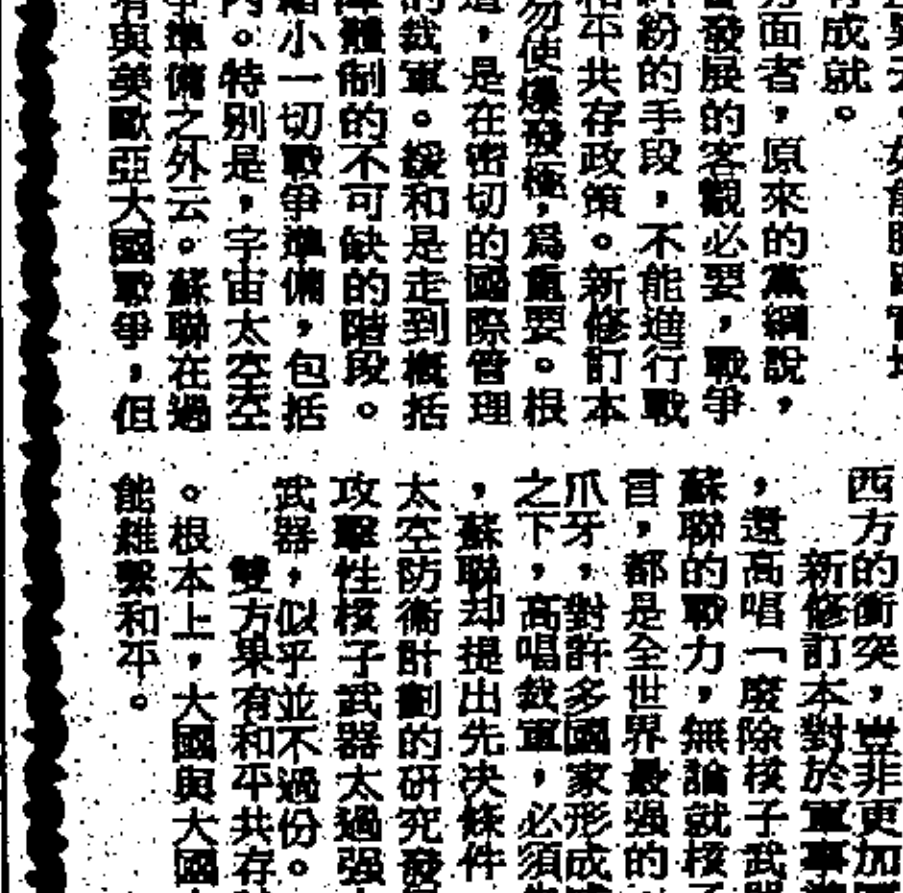 有成就。
方面者，原來的黨綱說，
發展的客觀必要，戰爭
糾紛的手段，不能進行戰
和平共存政策。新修訂本
勿使爆發極，爲重要。根
道，是在密切的國際管理
的裁軍。緩和是走到概括
障體制的不可缺的階段。
縮小一切戰爭準備，包括
內。特別是，宇宙太空空
爭準備之外云。蘇聯在過
有與美歐亞大國戰爭，但
西方的衝突，豈非更加
新修訂本對於軍事
，還高唱「廢除核子武
蘇聯的戰力，無論就核
言，都是全世界最强的
爪牙，對許多國家形成
之下，高唱裁軍，必須
，蘇聯却提出先決條件
太空防衞計劃的研究發
攻擊性核子武器太過强
武器，似乎並不過份。
雙方果有和平共存
。根本上，大國與大國
能維繫和平。